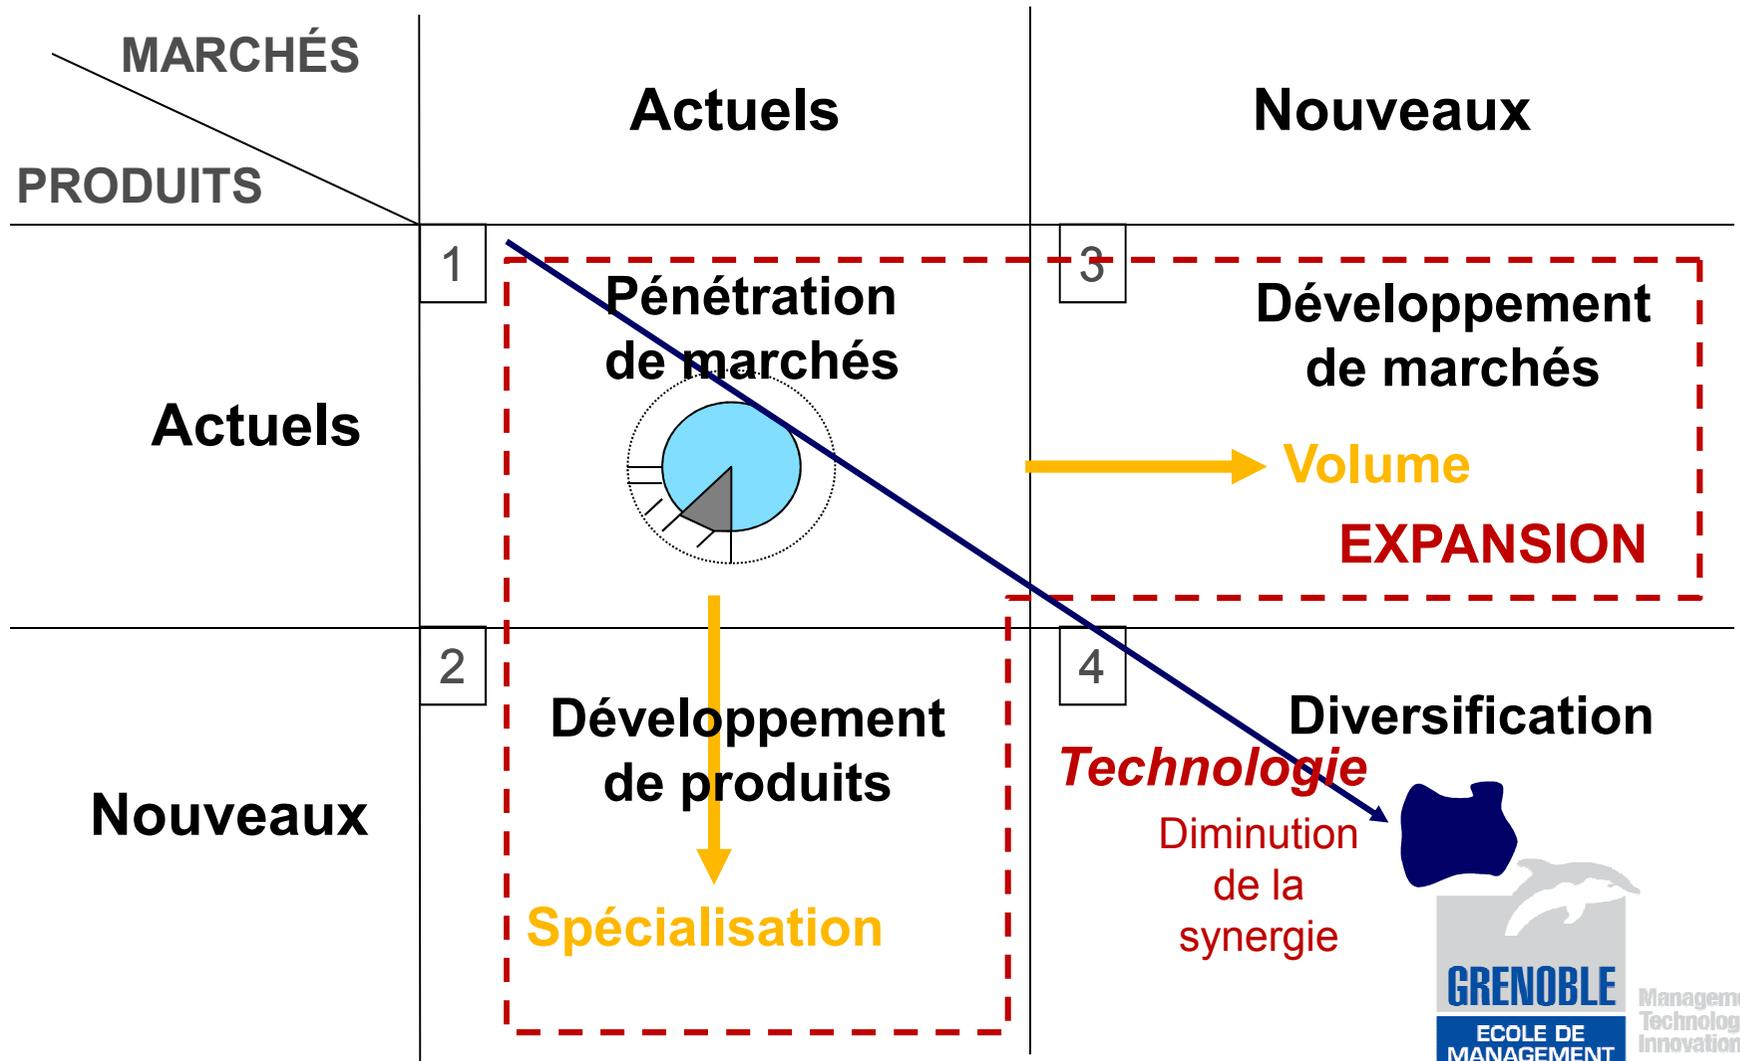 MARCHÉS
PRODUITS
Actuels
Nouveaux
Actuels
1
Pénétration
de marchés
3
Développement
de marchés
Volume
EXPANSION
Nouveaux
2
Développement
de produits
Spécialisation
4
Diversification
Technologie
Diminution
de la
synergie
GRENOBLE
ECOLE DE
MANAGEMENT
Innovation